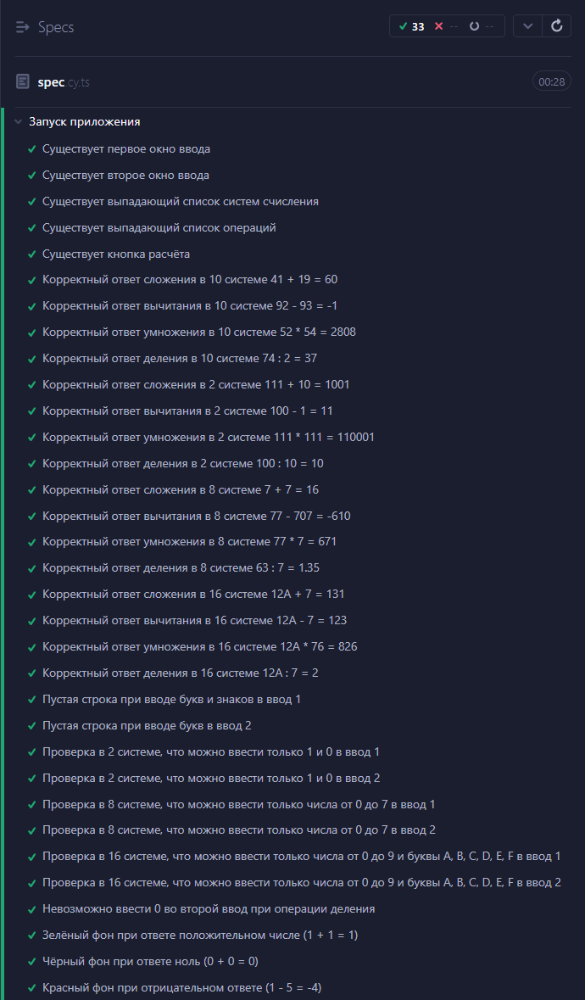 Specs
33 -- --
spec.cy.ts 00:28
Запуск приложения
Существует первое окно ввода
Существует второе окно ввода
Существует выпадающий список систем счисления
Существует выпадающий список операций
Существует кнопка расчёта
Корректный ответ сложения в 10 системе 41 + 19 = 60
Корректный ответ вычитания в 10 системе 92 - 93 = -1
Корректный ответ умножения в 10 системе 52 * 54 = 2808
Корректный ответ деления в 10 системе 74 : 2 = 37
Корректный ответ сложения в 2 системе 111 + 10 = 1001
Корректный ответ вычитания в 2 системе 100 - 1 = 11
Корректный ответ умножения в 2 системе 111 * 111 = 110001
Корректный ответ деления в 2 системе 100 : 10 = 10
Корректный ответ сложения в 8 системе 7 + 7 = 16
Корректный ответ вычитания в 8 системе 77 - 707 = -610
Корректный ответ умножения в 8 системе 77 * 7 = 671
Корректный ответ деления в 8 системе 63 : 7 = 1.35
Корректный ответ сложения в 16 системе 12A + 7 = 131
Корректный ответ вычитания в 16 системе 12A - 7 = 123
Корректный ответ умножения в 16 системе 12A * 76 = 826
Корректный ответ деления в 16 системе 12A : 7 = 2
Пустая строка при вводе букв и знаков в ввод 1
Пустая строка при вводе букв в ввод 2
Проверка в 2 системе, что можно ввести только 1 и 0 в ввод 1
Проверка в 2 системе, что можно ввести только 1 и 0 в ввод 2
Проверка в 8 системе, что можно ввести только числа от 0 до 7 в ввод 1
Проверка в 8 системе, что можно ввести только числа от 0 до 7 в ввод 2
Проверка в 16 системе, что можно ввести только числа от 0 до 9 и буквы A, B, C, D, E, F в ввод 1
Проверка в 16 системе, что можно ввести только числа от 0 до 9 и буквы A, B, C, D, E, F в ввод 2
Невозможно ввести 0 во второй ввод при операции деления
Зелёный фон при ответе положительном числе (1 + 1 = 1)
Чёрный фон при ответе ноль (0 + 0 = 0)
Красный фон при отрицательном ответе (1 - 5 = -4)